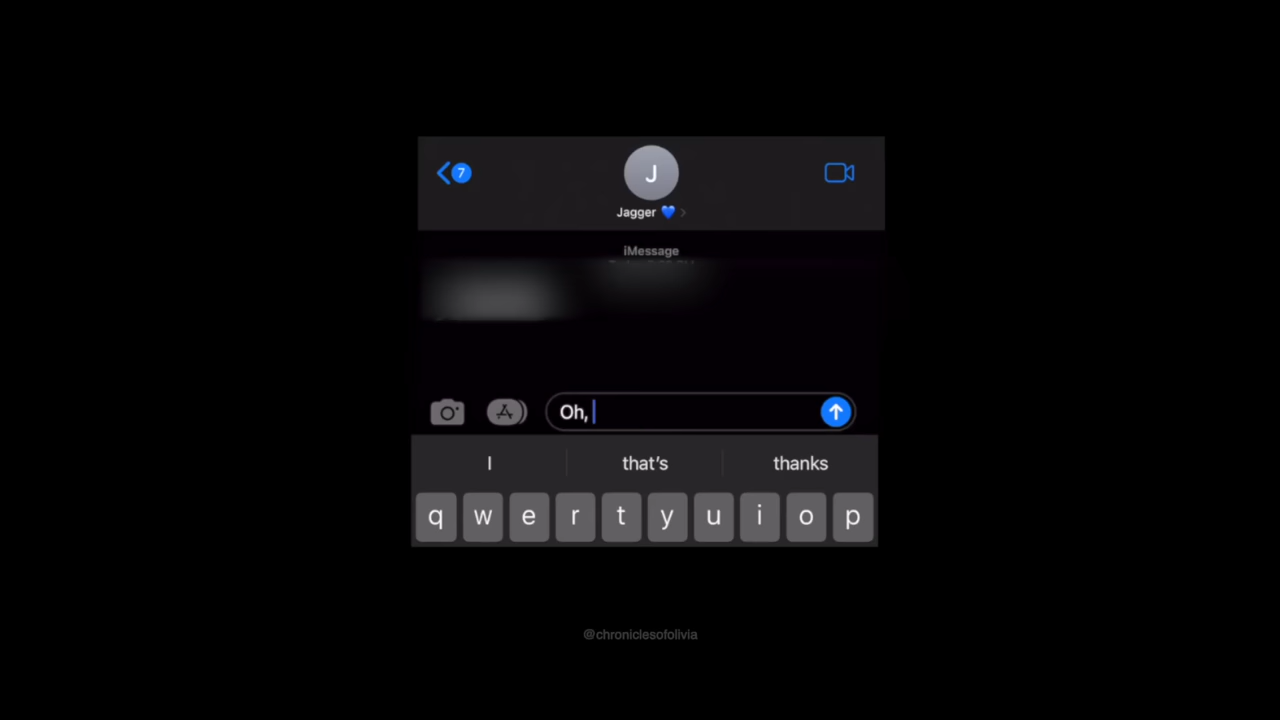 7
J
Jagger 💙 >
iMessage
Oh,
I that's thanks
q w e r t y u i o p
@chroniclesofolivia